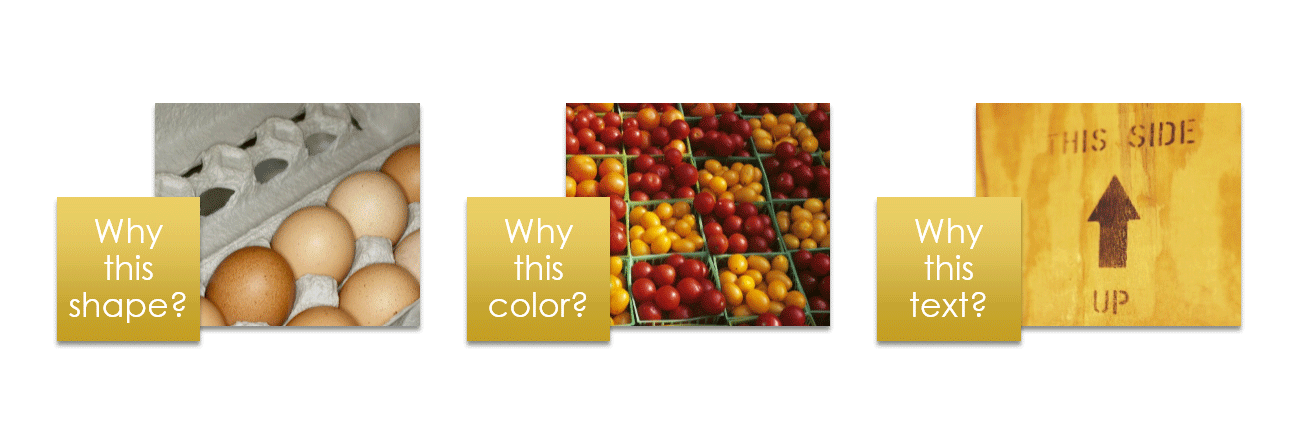 Why
this
shape?
Why
this
color?
Why
this
text?
THIS SIDE
UP